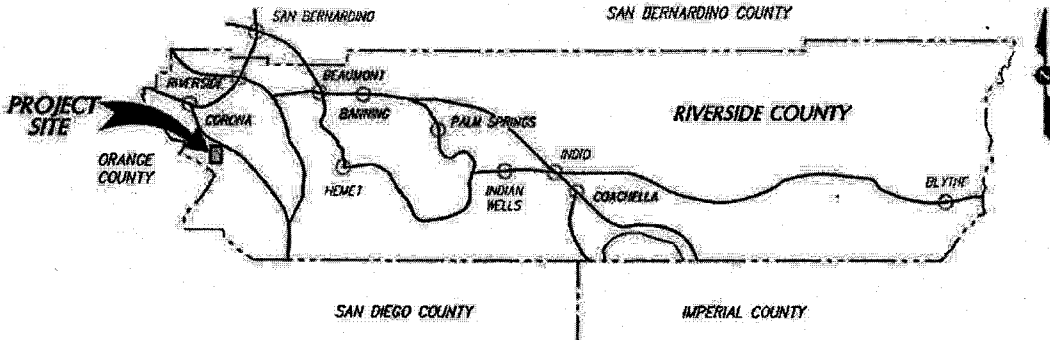 SAN BERNARDINO
SAN BERNARDINO COUNTY
BEAUMONT
RIVERSIDE
PROJECT
SITE
CORONA
BANNING
PALM SPRINGS
RIVERSIDE COUNTY
ORANGE
COUNTY
HEMET
INDIAN
WELLS
INDIO
COACHELLA
BLYTHE
SAN DIEGO COUNTY
IMPERIAL COUNTY